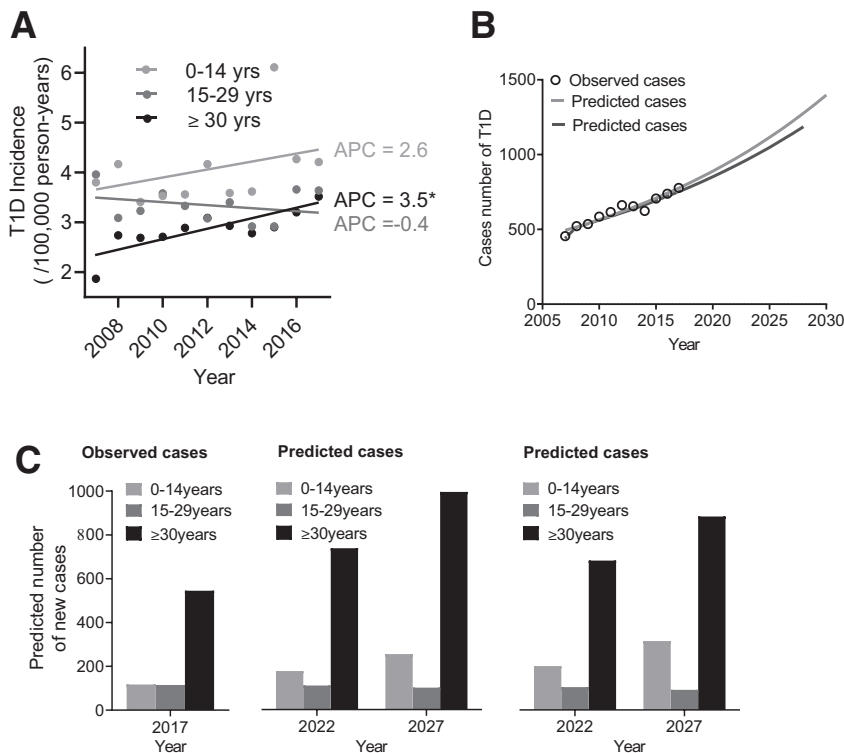 A
T1D Incidence
( /100,000 person-years)
6
5
4
3
2
0-14 yrs
15-29 yrs
≥ 30 yrs
APC = 2.6
APC = 3.5*
APC =-0.4
2008
2010
2012
2014
2016
Year
B
Cases number of T1D
1500
1000
500
0
Observed cases
Predicted cases
Predicted cases
2005
2010
2015
2020
2025
2030
Year
C
Predicted number
of new cases
Observed cases
0-14years
15-29years
≥30years
1000
800
600
400
200
0
2017
Year
Predicted cases
0-14years
15-29years
≥30years
2022
2027
Year
Predicted cases
0-14years
15-29years
≥30years
2022
2027
Year